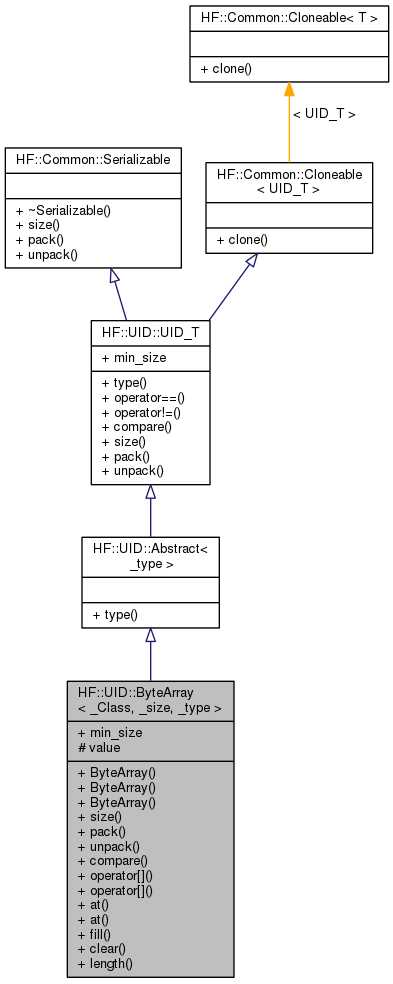 HF::Common::Cloneable< T >
+ clone()
< UID_T >
HF::Common::Serializable
+ ~Serializable()
+ size()
+ pack()
+ unpack()
HF::Common::Cloneable
< UID_T >
+ clone()
HF::UID::UID_T
+ min_size
+ type()
+ operator==()
+ operator!=()
+ compare()
+ size()
+ pack()
+ unpack()
HF::UID::Abstract<
_type >
+ type()
HF::UID::ByteArray
< _Class, _size, _type >
+ min_size
# value
+ ByteArray()
+ ByteArray()
+ ByteArray()
+ size()
+ pack()
+ unpack()
+ compare()
+ operator[]()
+ operator[]()
+ at()
+ at()
+ fill()
+ clear()
+ length()